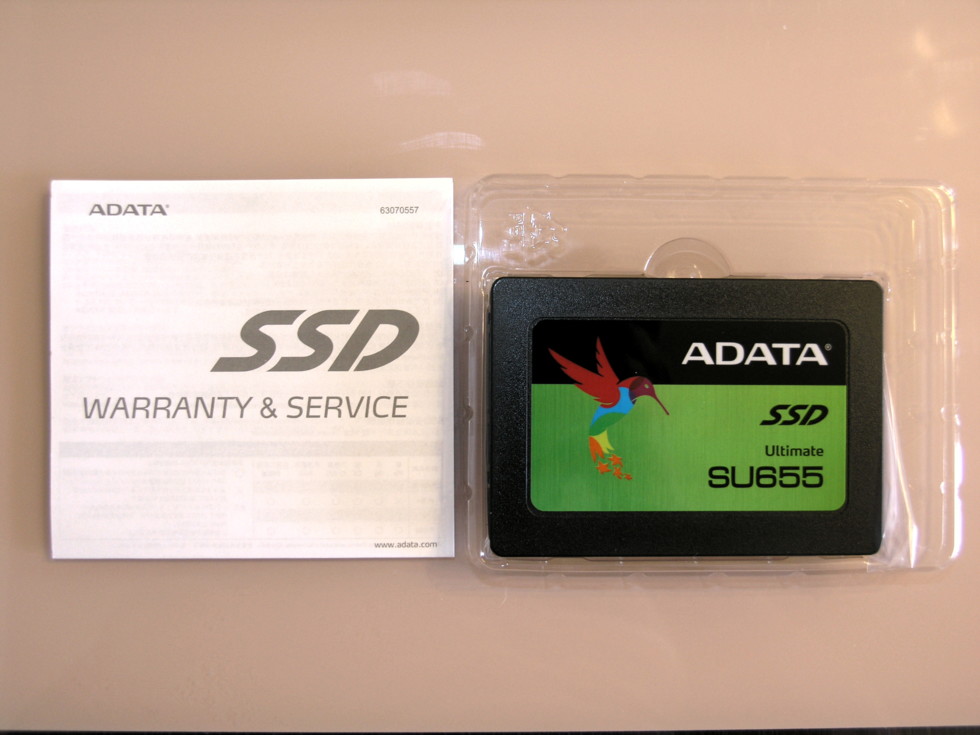 ADATA®
63070557
SSD
WARRANTY & SERVICE
www.adata.com
ADATA®
SSD
Ultimate
SU655